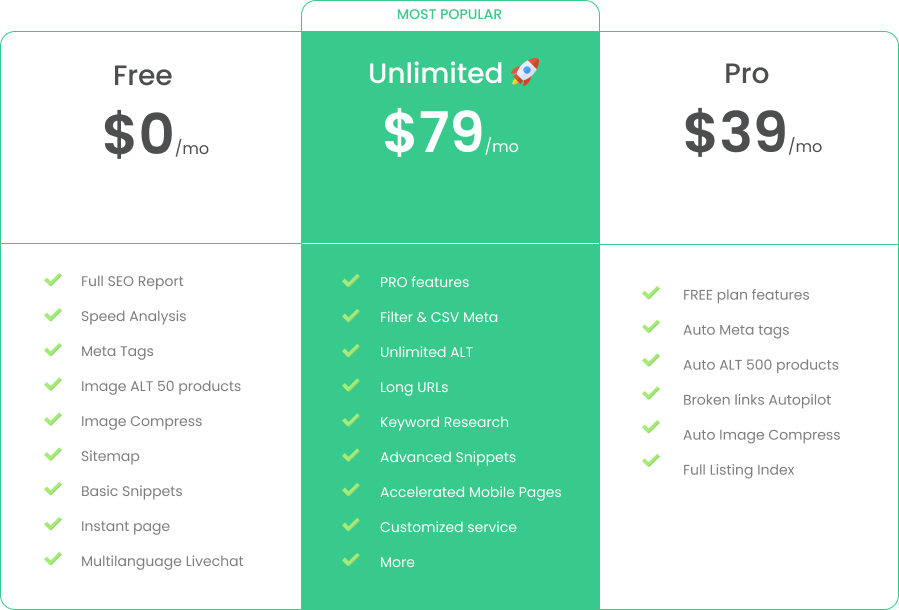 MOST POPULAR
Free
$0/mo
Full SEO Report
Speed Analysis
Meta Tags
Image ALT 50 products
Image Compress
Sitemap
Basic Snippets
Instant page
Multilanguage Livechat
Unlimited 🚀
$79/mo
PRO features
Filter & CSV Meta
Unlimited ALT
Long URLs
Keyword Research
Advanced Snippets
Accelerated Mobile Pages
Customized service
More
Pro
$39/mo
FREE plan features
Auto Meta tags
Auto ALT 500 products
Broken links Autopilot
Auto Image Compress
Full Listing Index